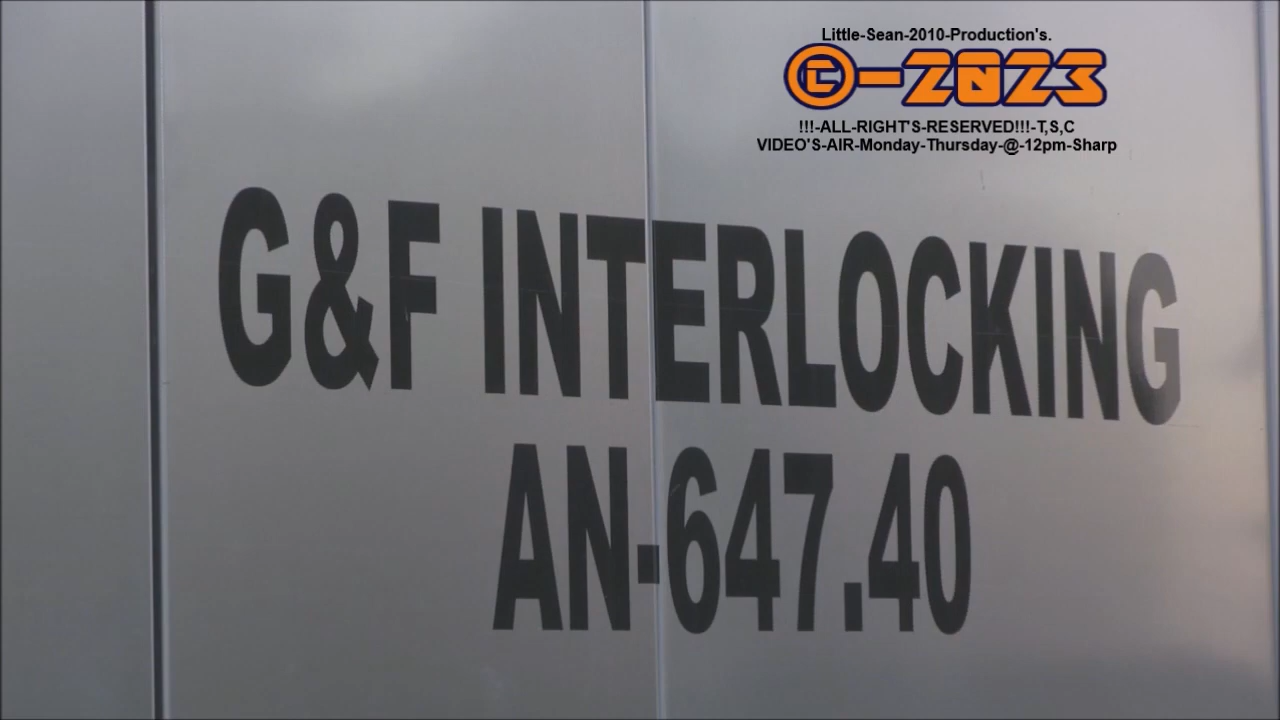 Little-Sean-2010-Production's.
©-2023
!!!-ALL-RIGHT'S-RESERVED!!!-T,S,C
VIDEO'S-AIR-Monday-Thursday-@-12pm-Sharp
G&F INTERLOCKING
AN-647.40